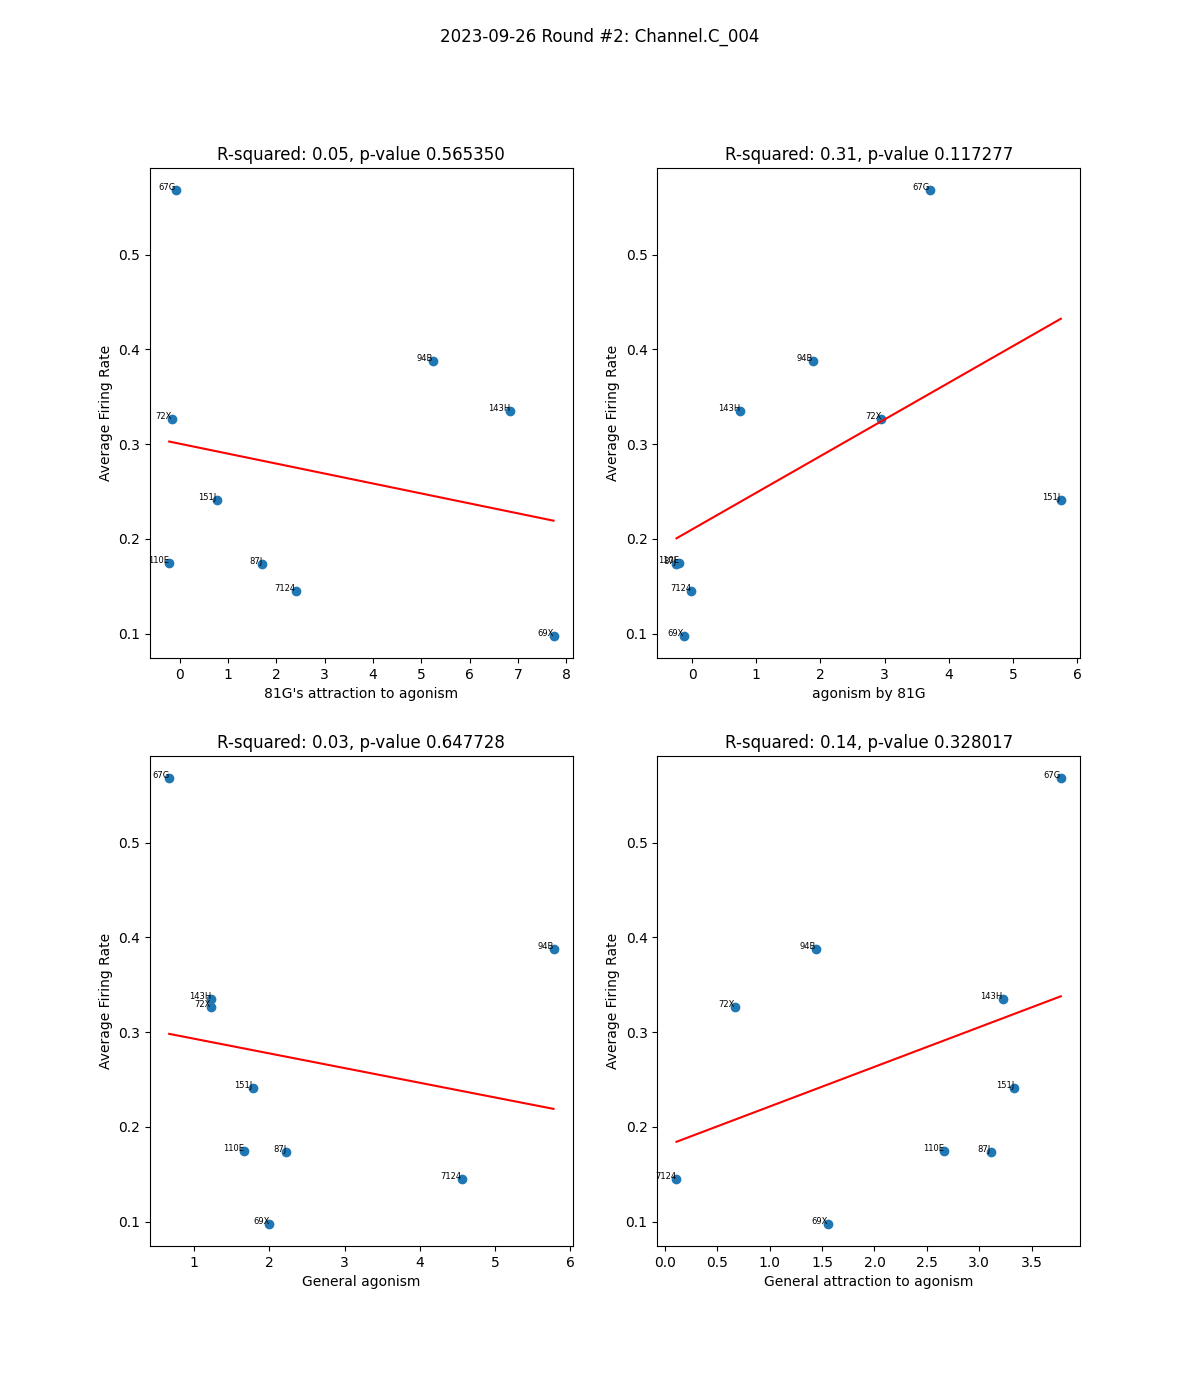 2023-09-26 Round #2: Channel.C_004
R-squared: 0.05, p-value 0.565350
67G
94B
143H
72X
151J
110E
87J
7124
69X
0.5
0.4
0.3
0.2
0.1
Average Firing Rate
0 1 2 3 4 5 6 7 8
81G's attraction to agonism
R-squared: 0.31, p-value 0.117277
67G
94B
143H
72X
151J
110E
87J
7124
69X
0.5
0.4
0.3
0.2
0.1
Average Firing Rate
0 1 2 3 4 5 6
agonism by 81G
R-squared: 0.03, p-value 0.647728
67G
94B
143H
72X
151J
110E
87J
7124
69X
0.5
0.4
0.3
0.2
0.1
Average Firing Rate
1 2 3 4 5 6
General agonism
R-squared: 0.14, p-value 0.328017
67G
94B
143H
72X
151J
110E
87J
7124
69X
0.5
0.4
0.3
0.2
0.1
Average Firing Rate
0.0 0.5 1.0 1.5 2.0 2.5 3.0 3.5
General attraction to agonism